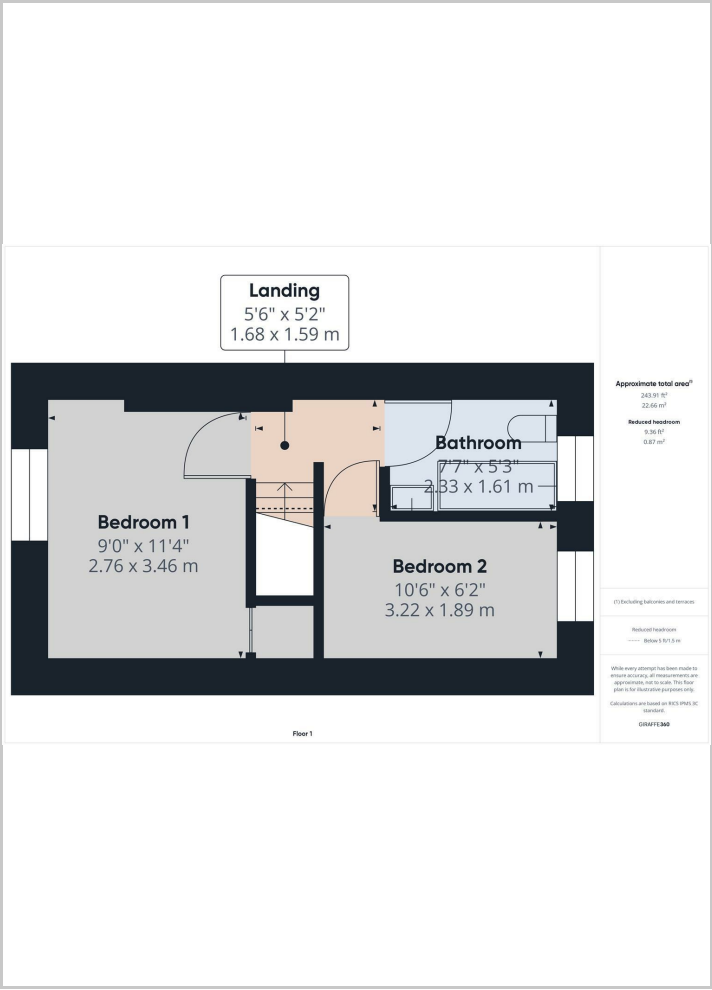 Landing
5'6" x 5'2"
1.68 x 1.59 m
Bathroom
7'7" x 5'3"
2.33 x 1.61 m
Bedroom 1
9'0" x 11'4"
2.76 x 3.46 m
Bedroom 2
10'6" x 6'2"
3.22 x 1.89 m
Floor 1
Approximate total area(1)
243.91 ft²
22.66 m²
Reduced headroom
9.36 ft²
0.87 m²
(1) Excluding balconies and terraces
Reduced headroom
Below 5 ft/1.5 m
While every attempt has been made to
ensure accuracy, all measurements are
approximate, not to scale. This floor
plan is for illustrative purposes only.
Calculations are based on RICS IPMS 3C
standard.
GIRAFFE360